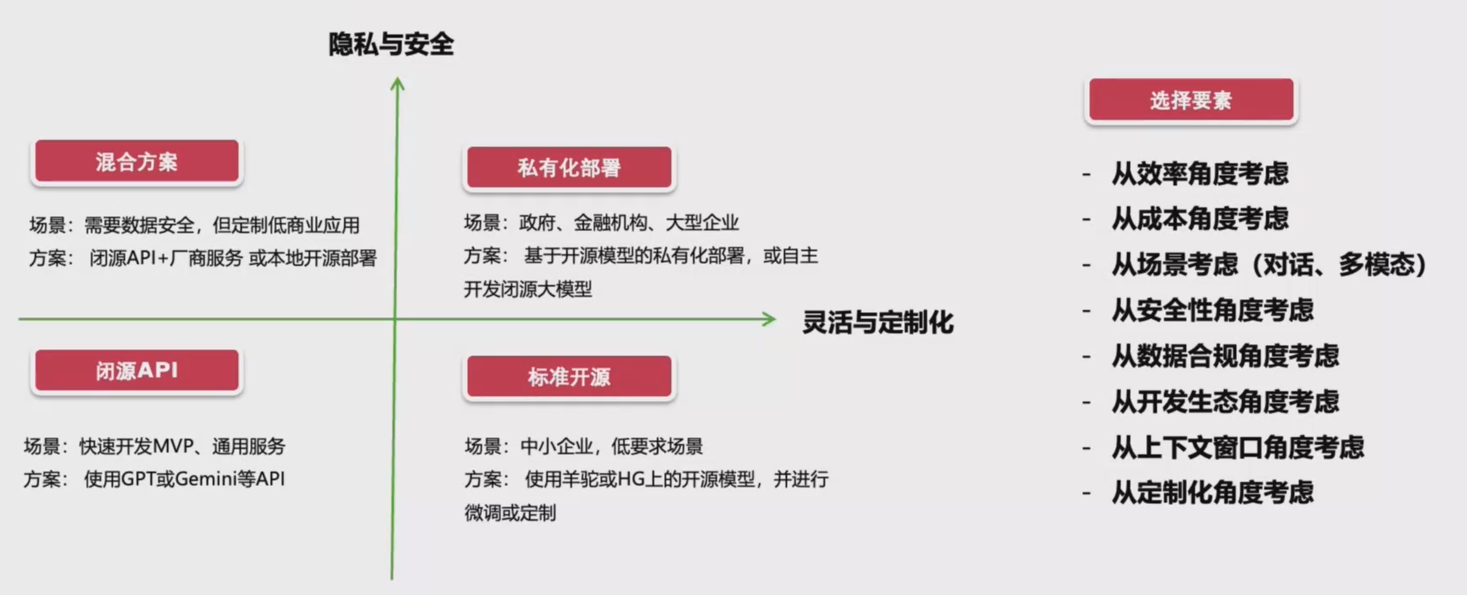 隐私与安全
混合方案
场景：需要数据安全，但定制低商业应用
方案： 闭源API+厂商服务 或本地开源部署
私有化部署
场景：政府、金融机构、大型企业
方案： 基于开源模型的私有化部署，或自主
开发闭源大模型
灵活与定制化
闭源API
场景：快速开发MVP、通用服务
方案： 使用GPT或Gemini等API
标准开源
场景：中小企业，低要求场景
方案： 使用羊驼或HG上的开源模型，并进行
微调或定制
选择要素
- 从效率角度考虑
- 从成本角度考虑
- 从场景考虑（对话、多模态）
- 从安全性角度考虑
- 从数据合规角度考虑
- 从开发生态角度考虑
- 从上下文窗口角度考虑
- 从定制化角度考虑